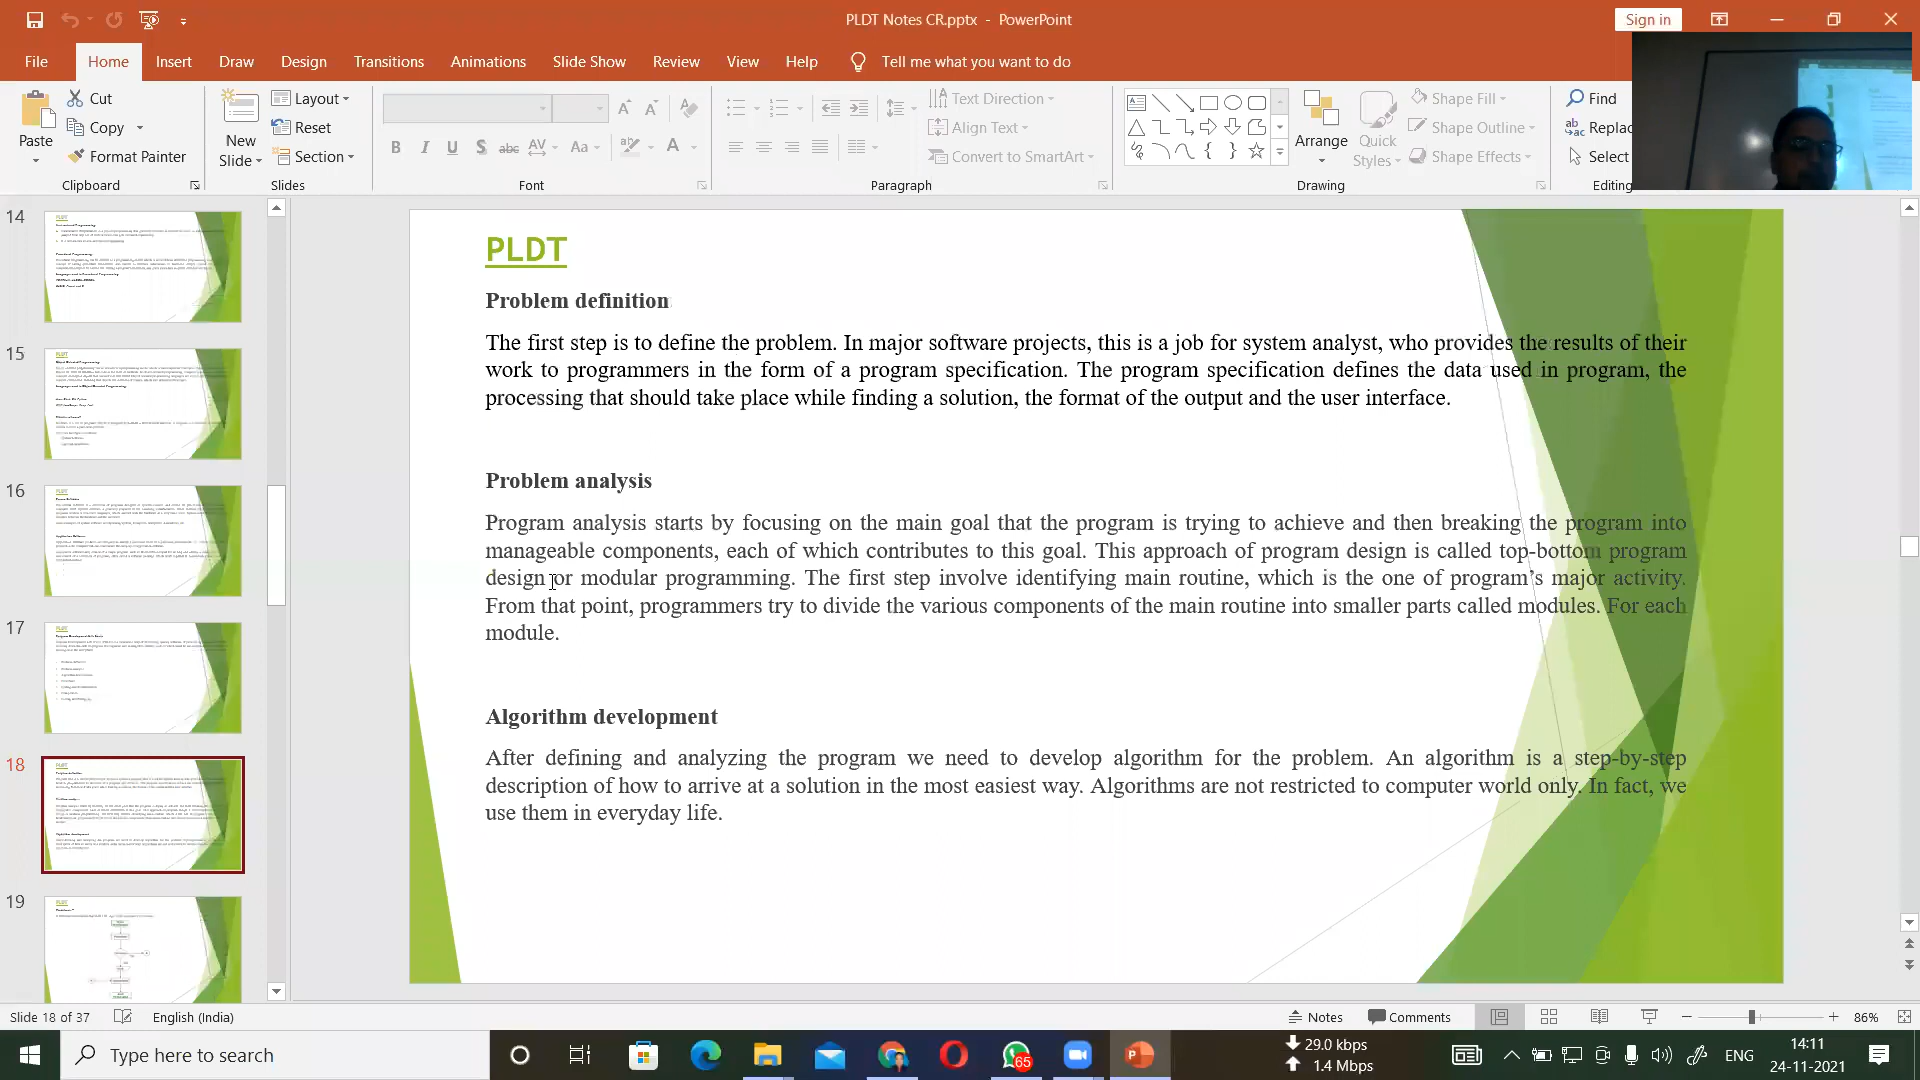 PLDT Notes CR.pptx - PowerPoint
Sign in
File Home Insert Draw Design Transitions Animations Slide Show Review View Help Tell me what you want to do
Paste
Cut
Copy
Format Painter
Clipboard
New Slide
Layout
Reset
Section
Slides
Font
Text Direction
Align Text
Convert to SmartArt
Paragraph
Arrange
Quick Styles
Shape Fill
Shape Outline
Shape Effects
Drawing
Find
Replac
Select
Editing
14
15
16
17
18
19
PLDT
Problem definition
The first step is to define the problem. In major software projects, this is a job for system analyst, who provides the results of their
work to programmers in the form of a program specification. The program specification defines the data used in program, the
processing that should take place while finding a solution, the format of the output and the user interface.
Problem analysis
Program analysis starts by focusing on the main goal that the program is trying to achieve and then breaking the program into
manageable components, each of which contributes to this goal. This approach of program design is called top-bottom program
design or modular programming. The first step involve identifying main routine, which is the one of program's major activity.
From that point, programmers try to divide the various components of the main routine into smaller parts called modules. For each
module.
Algorithm development
After defining and analyzing the program we need to develop algorithm for the problem. An algorithm is a step-by-step
description of how to arrive at a solution in the most easiest way. Algorithms are not restricted to computer world only. In fact, we
use them in everyday life.
Slide 18 of 37 English (India) Notes Comments 86%
Type here to search
65
29.0 kbps
1.4 Mbps
ENG
14:11
24-11-2021